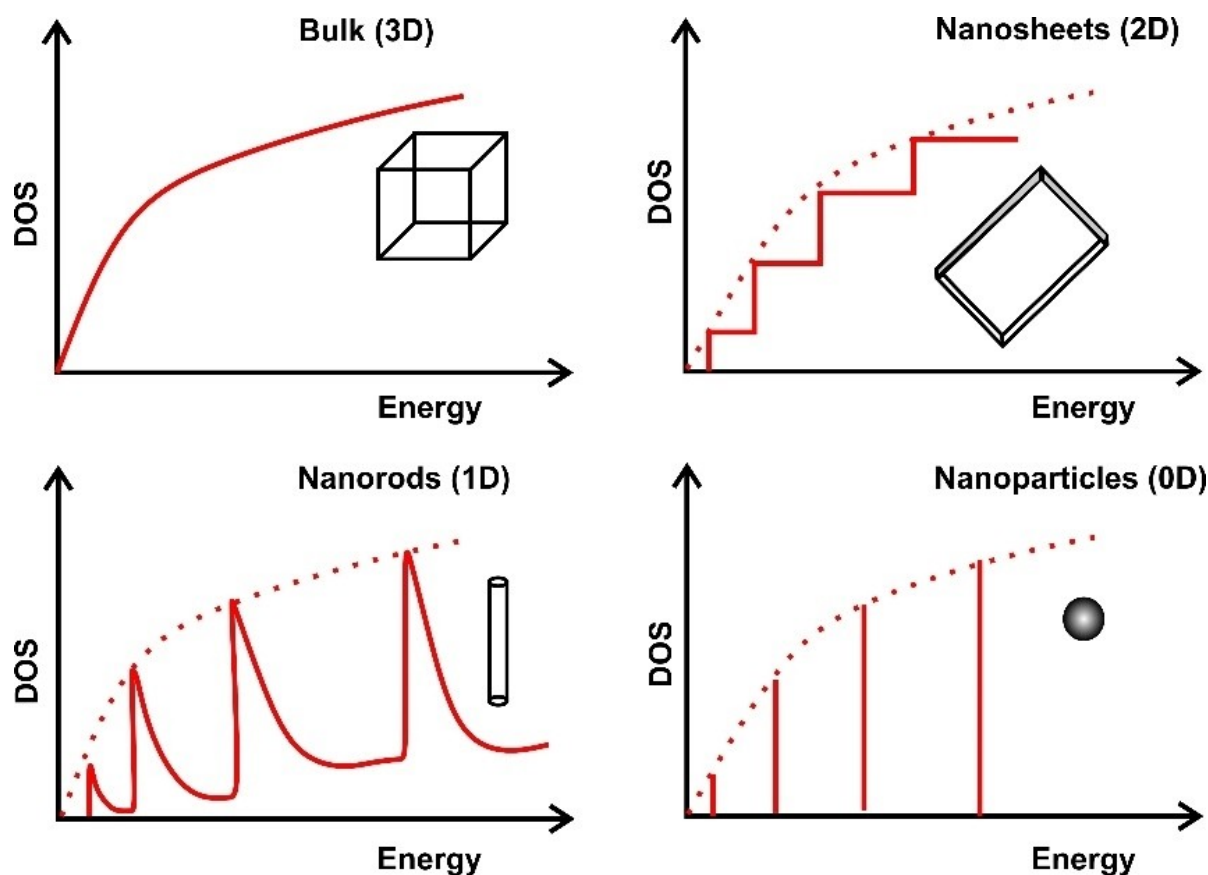 Bulk (3D)
DOS
Energy
Nanosheets (2D)
DOS
Energy
Nanorods (1D)
DOS
Energy
Nanoparticles (0D)
DOS
Energy